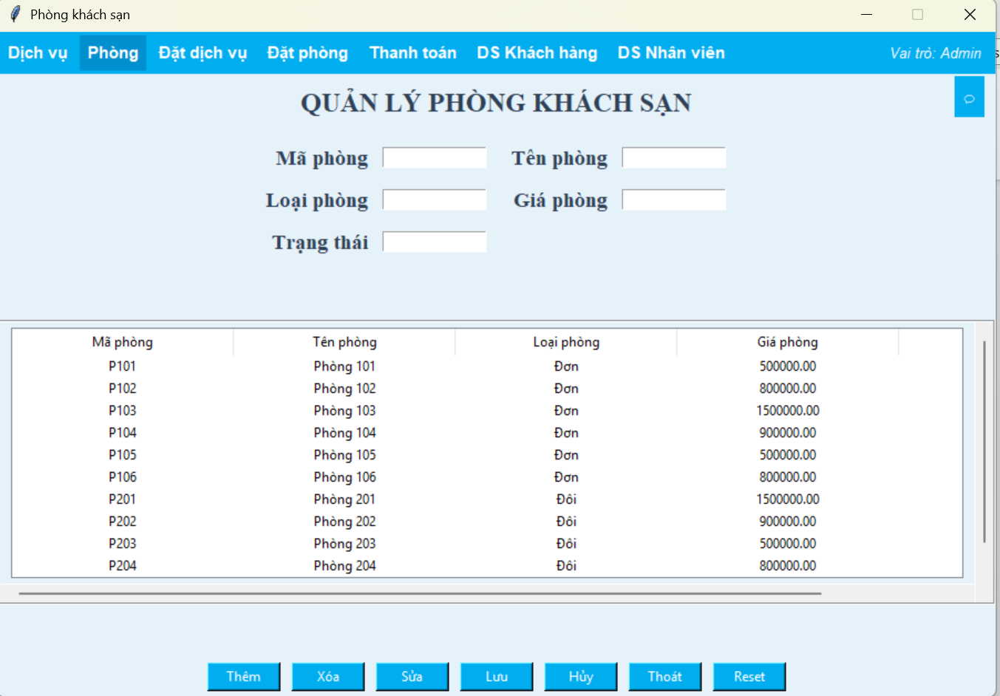 Phòng khách sạn
Dịch vụ Phòng Đặt dịch vụ Đặt phòng Thanh toán DS Khách hàng DS Nhân viên Vai trò: Admin
QUẢN LÝ PHÒNG KHÁCH SẠN
Mã phòng Tên phòng
Loại phòng Giá phòng
Trạng thái
Mã phòng Tên phòng Loại phòng Giá phòng
P101 Phòng 101 Đơn 500000.00
P102 Phòng 102 Đơn 800000.00
P103 Phòng 103 Đơn 1500000.00
P104 Phòng 104 Đơn 900000.00
P105 Phòng 105 Đơn 500000.00
P106 Phòng 106 Đơn 800000.00
P201 Phòng 201 Đôi 1500000.00
P202 Phòng 202 Đôi 900000.00
P203 Phòng 203 Đôi 500000.00
P204 Phòng 204 Đôi 800000.00
Thêm Xóa Sửa Lưu Hủy Thoát Reset